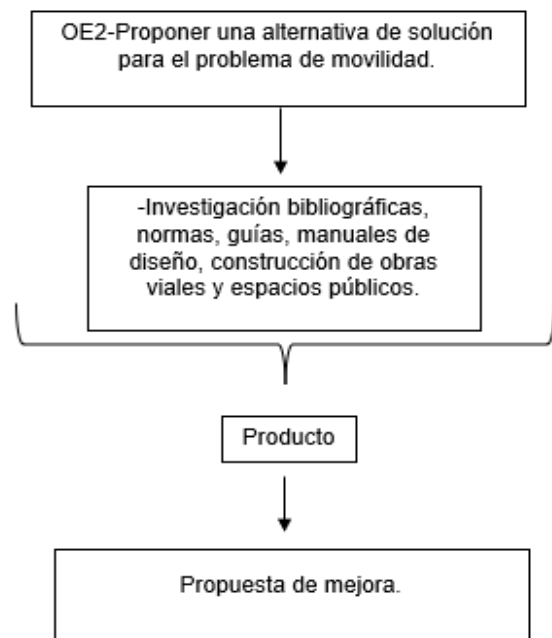 OE2-Proponer una alternativa de solución
para el problema de movilidad.
-Investigación bibliográficas,
normas, guías, manuales de
diseño, construcción de obras
viales y espacios públicos.
Producto
Propuesta de mejora.